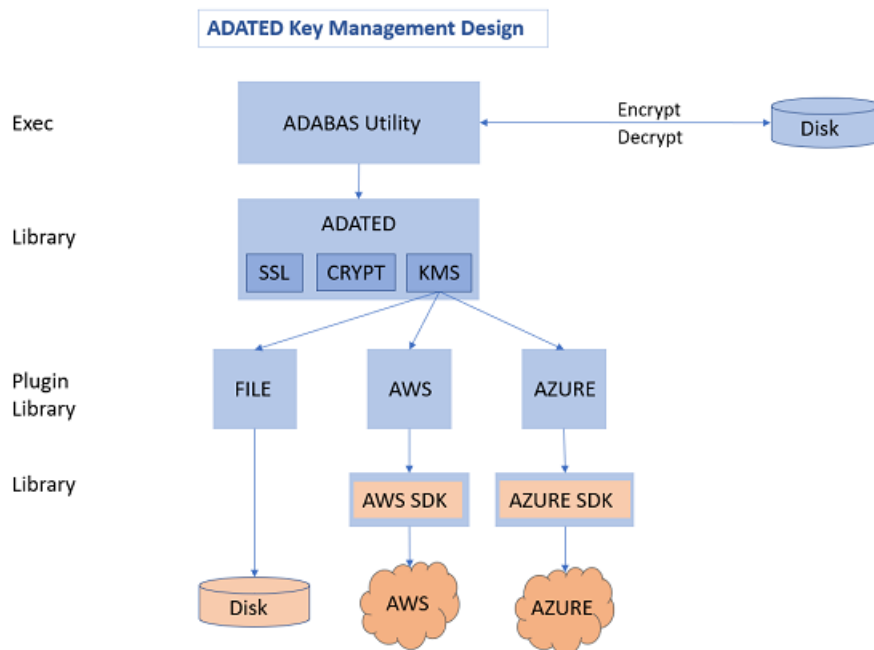 ADATED Key Management Design
Exec
ADABAS Utility
Encrypt
Decrypt
Disk
Library
ADATED
SSL
CRYPT
KMS
Plugin
Library
FILE
AWS
AZURE
Library
AWS SDK
AZURE SDK
Disk
AWS
AZURE